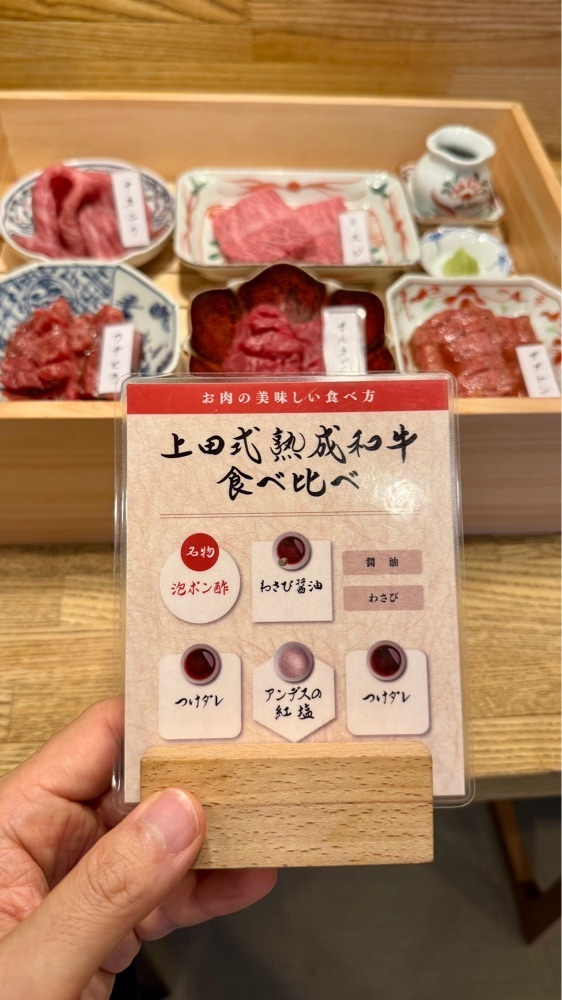 お肉の美味しい食べ方
上田式熟成和牛
食べ比べ
名物
泡ポン酢
わさび醤油
醤油
わさび
つけダレ
アンデスの
紅塩
つけダレ